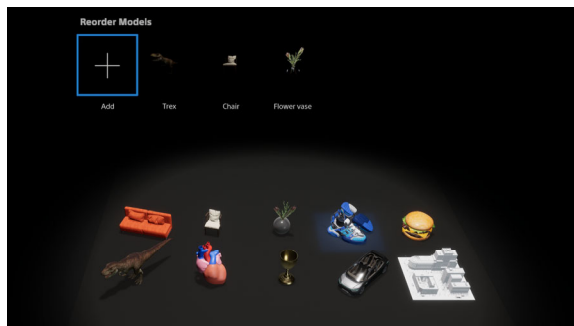 Reorder Models
Add
Trex
Chair
Flower vase